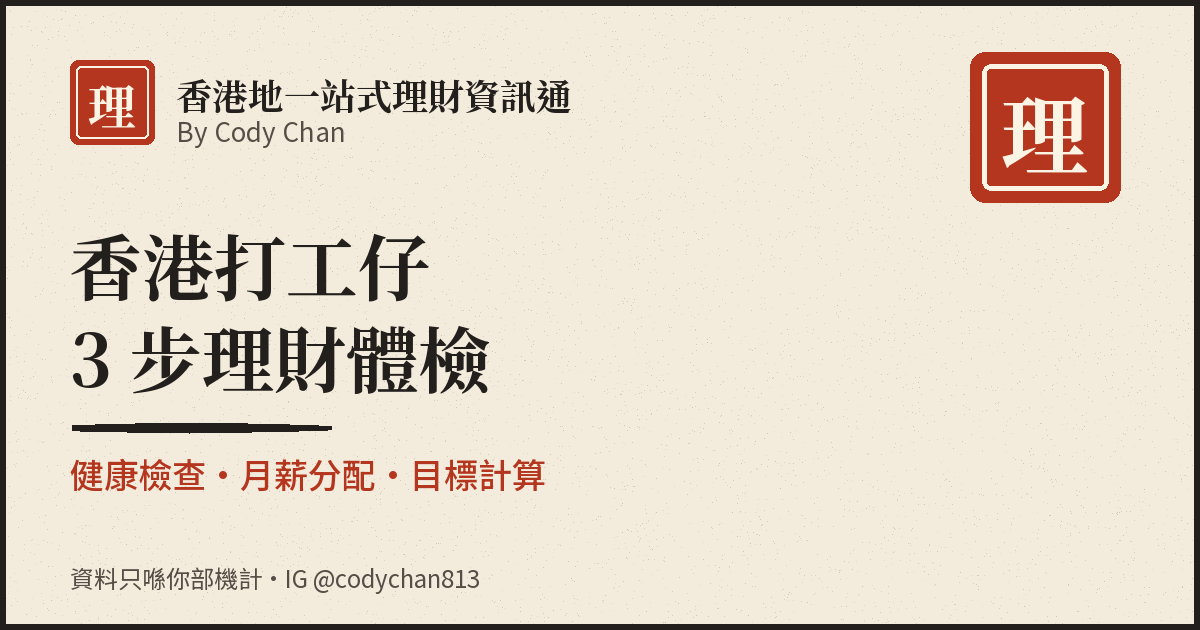 理
香港地一站式理財資訊通
By Cody Chan
理
香港打工仔
3 步理財體檢
健康檢查・月薪分配・目標計算
資料只喺你部機計・IG @codychan813